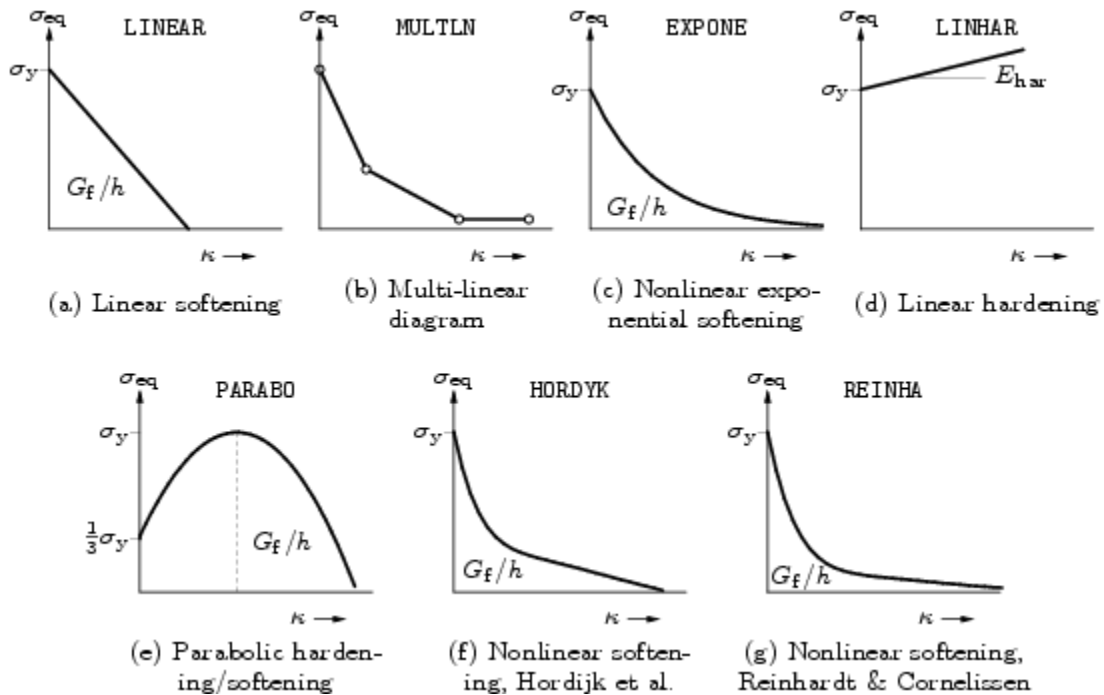 σeq LINEAR
σy
Gf/h
κ →
(a) Linear softening
σeq MULTLN
κ →
(b) Multi-linear
diagram
σeq EXPONE
σy
Gf/h
κ →
(c) Nonlinear expo-
nential softening
σeq LINHAR
σy
Ehar
κ →
(d) Linear hardening
σeq PARABO
σy
1/3σy
Gf/h
κ →
(e) Parabolic harden-
ing/softening
σeq HORDYK
σy
Gf/h
κ →
(f) Nonlinear soften-
ing, Hordijk et al.
σeq REINHA
σy
Gf/h
κ →
(g) Nonlinear softening,
Reinhardt & Cornelissen